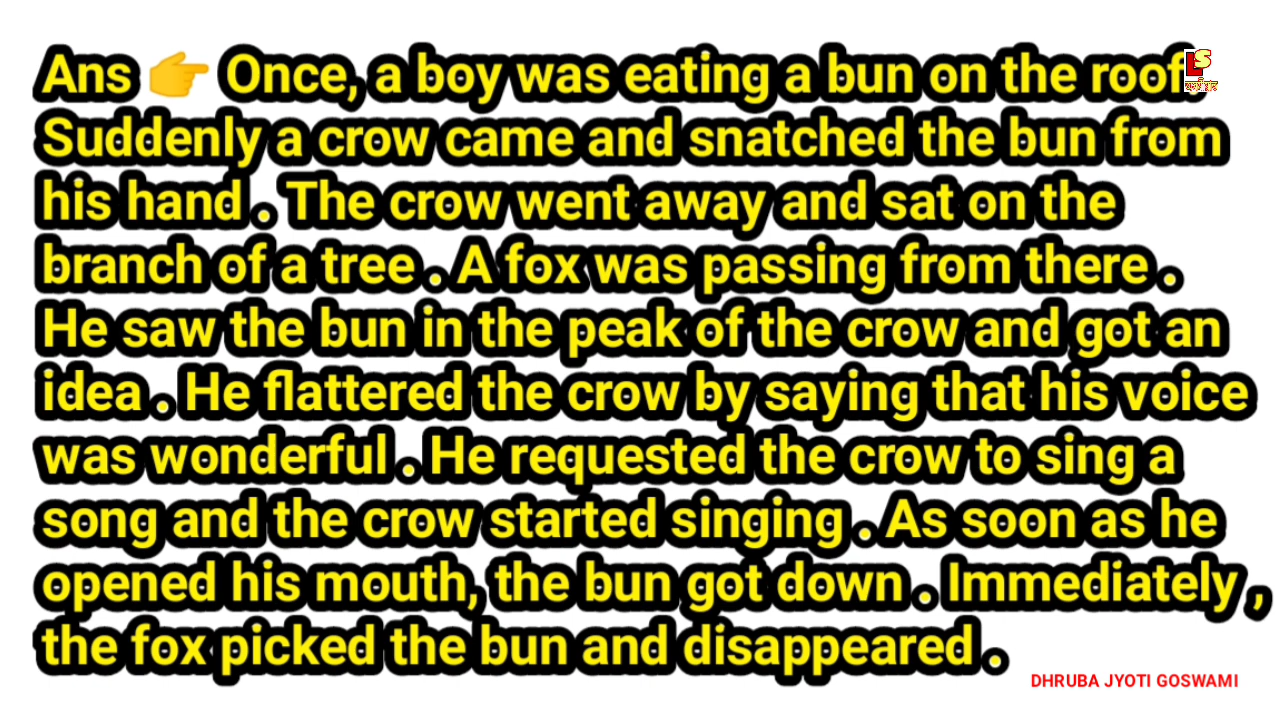 Ans 👉 Once, a boy was eating a bun on the roof.
Suddenly a crow came and snatched the bun from
his hand . The crow went away and sat on the
branch of a tree . A fox was passing from there .
He saw the bun in the peak of the crow and got an
idea . He flattered the crow by saying that his voice
was wonderful . He requested the crow to sing a
song and the crow started singing . As soon as he
opened his mouth, the bun got down . Immediately ,
the fox picked the bun and disappeared .
DHRUBA JYOTI GOSWAMI
LS